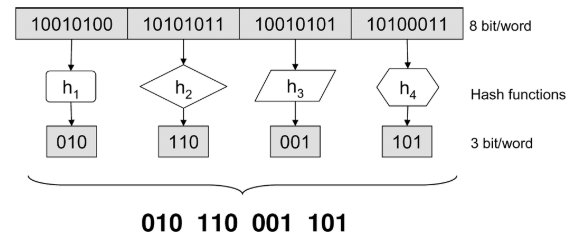 10010100 10101011 10010101 10100011 8 bit/word
h₁ h₂ h₃ h₄ Hash functions
010 110 001 101 3 bit/word
010 110 001 101